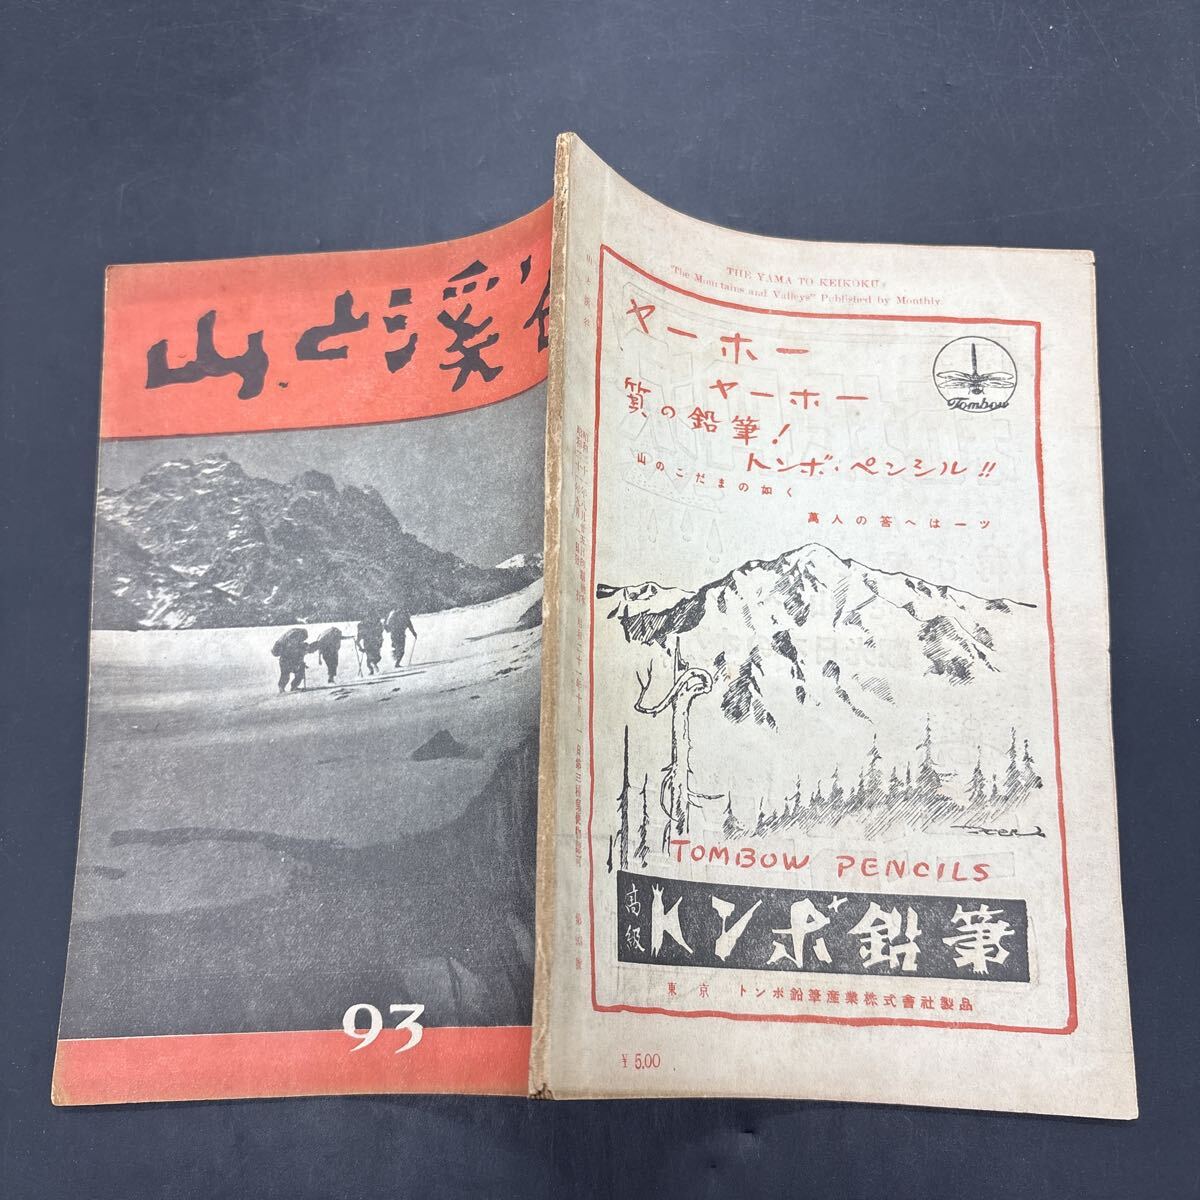 山と溪谷
93
山と溪谷
THE YAMA TO KEIKOKU
"The Mountains and Valleys" Published by Monthly.
ヤーホー
ヤーホー
Tombow
質の鉛筆!
トンボ・ペンシル!!
山のこだまの如く
萬人の答へは一ツ
TOMBOW PENCILS
高級
トンボ鉛筆
東京 トンボ鉛筆産業株式會社製品
¥ 5.00